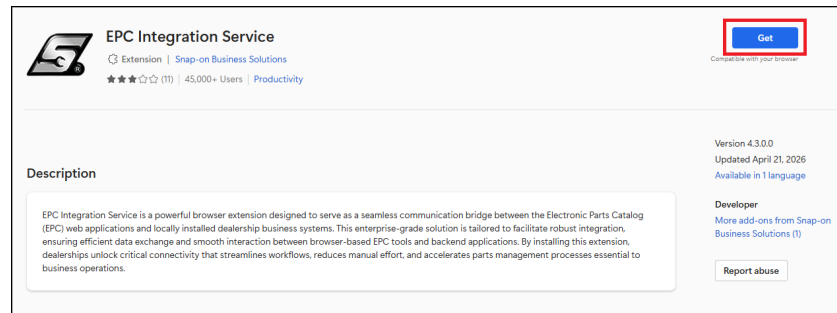 EPC Integration Service
Extension | Snap-on Business Solutions
(11) | 45,000+ Users | Productivity
Get
Compatible with your browser
Description
EPC Integration Service is a powerful browser extension designed to serve as a seamless communication bridge between the Electronic Parts Catalog
(EPC) web applications and locally installed dealership business systems. This enterprise-grade solution is tailored to facilitate robust integration,
ensuring efficient data exchange and smooth interaction between browser-based EPC tools and backend applications. By installing this extension,
dealerships unlock critical connectivity that streamlines workflows, reduces manual effort, and accelerates parts management processes essential to
business operations.
Version 4.3.0.0
Updated April 21, 2026
Available in 1 language
Developer
More add-ons from Snap-on
Business Solutions (1)
Report abuse